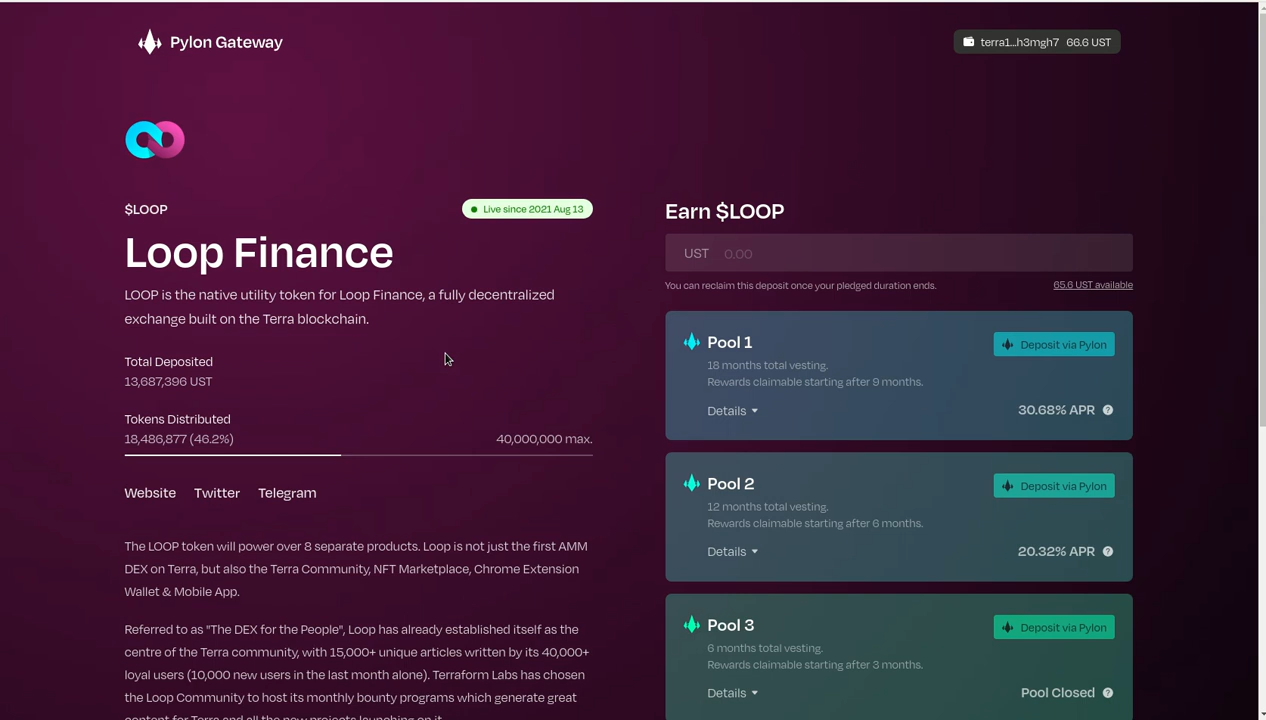 Pylon Gateway
terra1...h3mgh7 66.6 UST
$LOOP
Live since 2021 Aug 13
Loop Finance
LOOP is the native utility token for Loop Finance, a fully decentralized
exchange built on the Terra blockchain.
Total Deposited
13,687,396 UST
Tokens Distributed
18,486,877 (46.2%)
40,000,000 max.
Website Twitter Telegram
The LOOP token will power over 8 separate products. Loop is not just the first AMM
DEX on Terra, but also the Terra Community, NFT Marketplace, Chrome Extension
Wallet & Mobile App.
Referred to as "The DEX for the People", Loop has already established itself as the
centre of the Terra community, with 15,000+ unique articles written by its 40,000+
loyal users (10,000 new users in the last month alone). Terraform Labs has chosen
the Loop Community to host its monthly bounty programs which generate great
content for Terra and all the new projects launching on it.
Earn $LOOP
UST 0.00
You can reclaim this deposit once your pledged duration ends.
65.6 UST available
Pool 1
Deposit via Pylon
18 months total vesting.
Rewards claimable starting after 9 months.
Details
30.68% APR ?
Pool 2
Deposit via Pylon
12 months total vesting.
Rewards claimable starting after 6 months.
Details
20.32% APR ?
Pool 3
Deposit via Pylon
6 months total vesting.
Rewards claimable starting after 3 months.
Details
Pool Closed ?